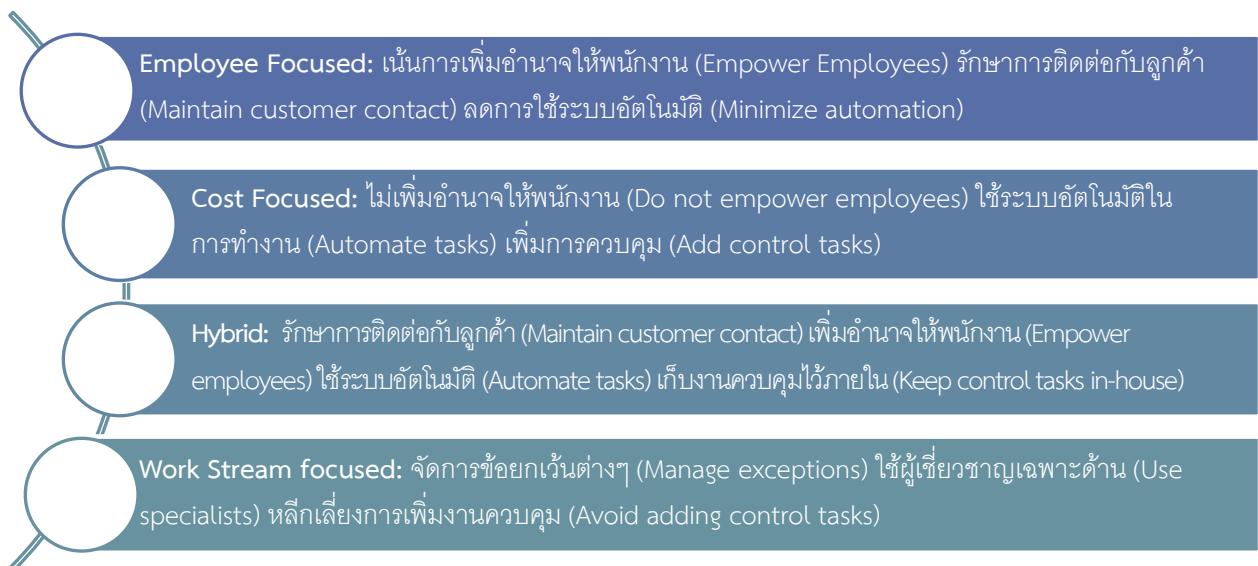 Employee Focused: เน้นการเพิ่มอำนาจให้พนักงาน (Empower Employees) รักษาการติดต่อกับลูกค้า
(Maintain customer contact) ลดการใช้ระบบอัตโนมัติ (Minimize automation)
Cost Focused: ไม่เพิ่มอำนาจให้พนักงาน (Do not empower employees) ใช้ระบบอัตโนมัติใน
การทำงาน (Automate tasks) เพิ่มการควบคุม (Add control tasks)
Hybrid: รักษาการติดต่อกับลูกค้า (Maintain customer contact) เพิ่มอำนาจให้พนักงาน (Empower
employees) ใช้ระบบอัตโนมัติ (Automate tasks) เก็บงานควบคุมไว้ภายใน (Keep control tasks in-house)
Work Stream focused: จัดการข้อยกเว้นต่างๆ (Manage exceptions) ใช้ผู้เชี่ยวชาญเฉพาะด้าน (Use
specialists) หลีกเลี่ยงการเพิ่มงานควบคุม (Avoid adding control tasks)